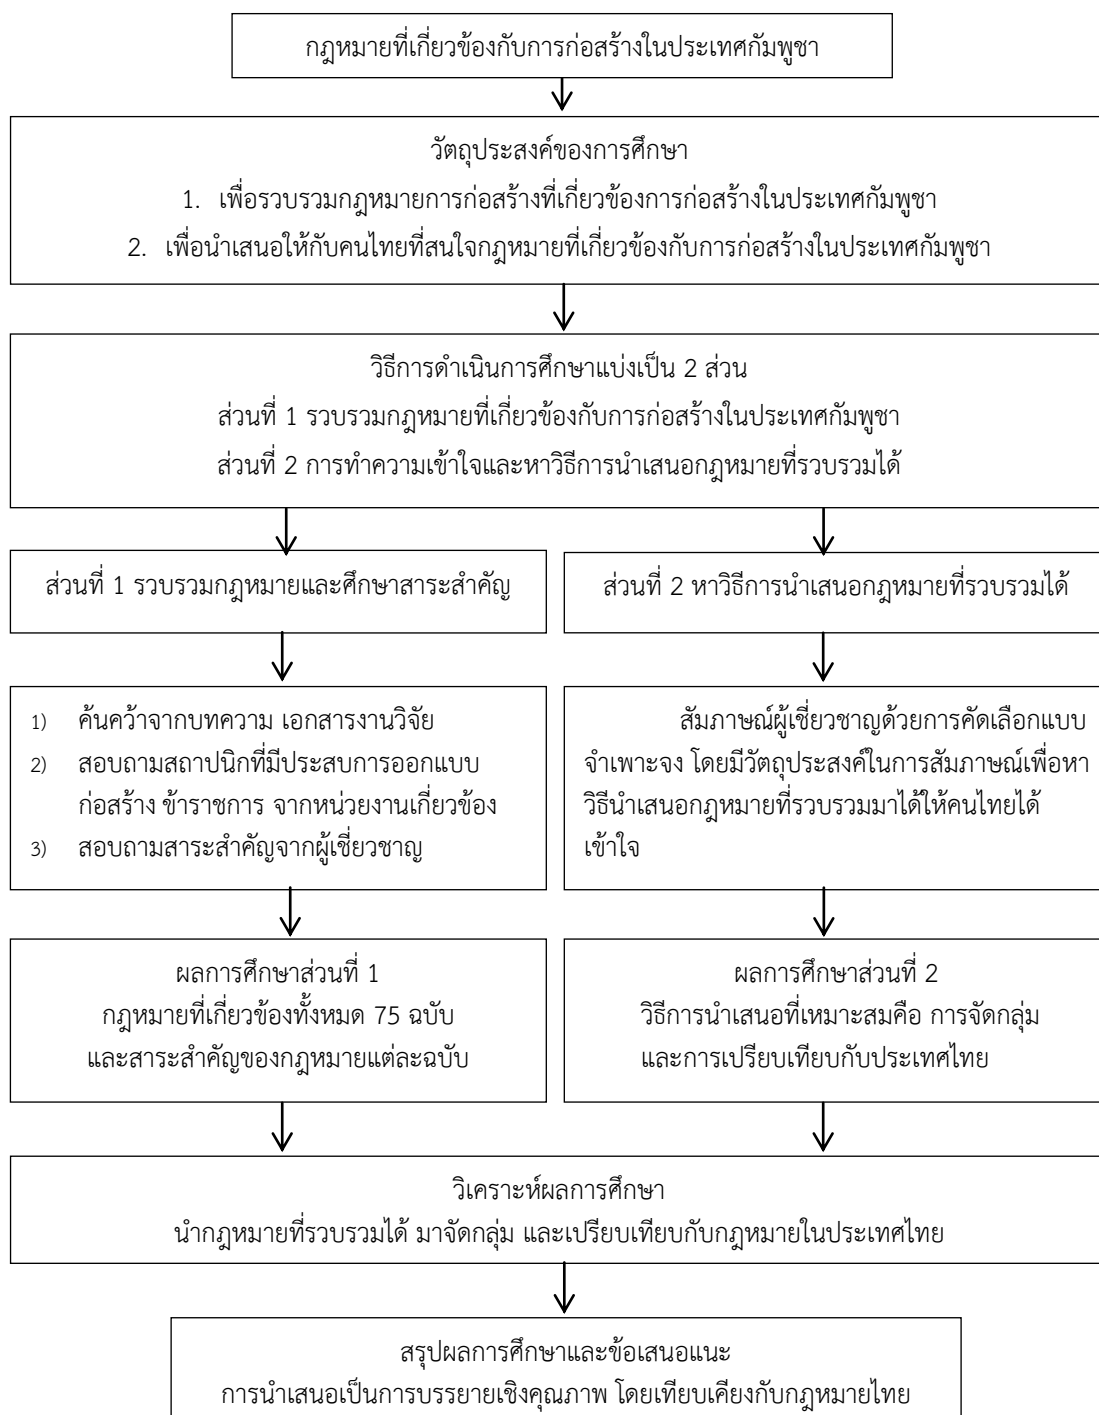 กฎหมายที่เกี่ยวข้องกับการก่อสร้างในประเทศกัมพูชา
วัตถุประสงค์ของการศึกษา
1. เพื่อรวบรวมกฎหมายการก่อสร้างที่เกี่ยวข้องการก่อสร้างในประเทศกัมพูชา
2. เพื่อนำเสนอให้กับคนไทยที่สนใจกฎหมายที่เกี่ยวข้องกับการก่อสร้างในประเทศกัมพูชา
วิธีการดำเนินการศึกษาแบ่งเป็น 2 ส่วน
ส่วนที่ 1 รวบรวมกฎหมายที่เกี่ยวข้องกับการก่อสร้างในประเทศกัมพูชา
ส่วนที่ 2 การทำความเข้าใจและหาวิธีการนำเสนอกฎหมายที่รวบรวมได้
ส่วนที่ 1 รวบรวมกฎหมายและศึกษาสาระสำคัญ
1) ค้นคว้าจากบทความ เอกสารงานวิจัย
2) สอบถามสถาปนิกที่มีประสบการออกแบบ
ก่อสร้าง ข้าราชการ จากหน่วยงานเกี่ยวข้อง
3) สอบถามสาระสำคัญจากผู้เชี่ยวชาญ
ผลการศึกษาส่วนที่ 1
กฎหมายที่เกี่ยวข้องทั้งหมด 75 ฉบับ
และสาระสำคัญของกฎหมายแต่ละฉบับ
ส่วนที่ 2 หาวิธีการนำเสนอกฎหมายที่รวบรวมได้
สัมภาษณ์ผู้เชี่ยวชาญด้วยการคัดเลือกแบบ
จำเพาะจง โดยมีวัตถุประสงค์ในการสัมภาษณ์เพื่อหา
วิธีนำเสนอกฎหมายที่รวบรวมมาได้ให้คนไทยได้
เข้าใจ
ผลการศึกษาส่วนที่ 2
วิธีการนำเสนอที่เหมาะสมคือ การจัดกลุ่ม
และการเปรียบเทียบกับประเทศไทย
วิเคราะห์ผลการศึกษา
นำกฎหมายที่รวบรวมได้ มาจัดกลุ่ม และเปรียบเทียบกับกฎหมายในประเทศไทย
สรุปผลการศึกษาและข้อเสนอแนะ
การนำเสนอเป็นการบรรยายเชิงคุณภาพ โดยเทียบเคียงกับกฎหมายไทย